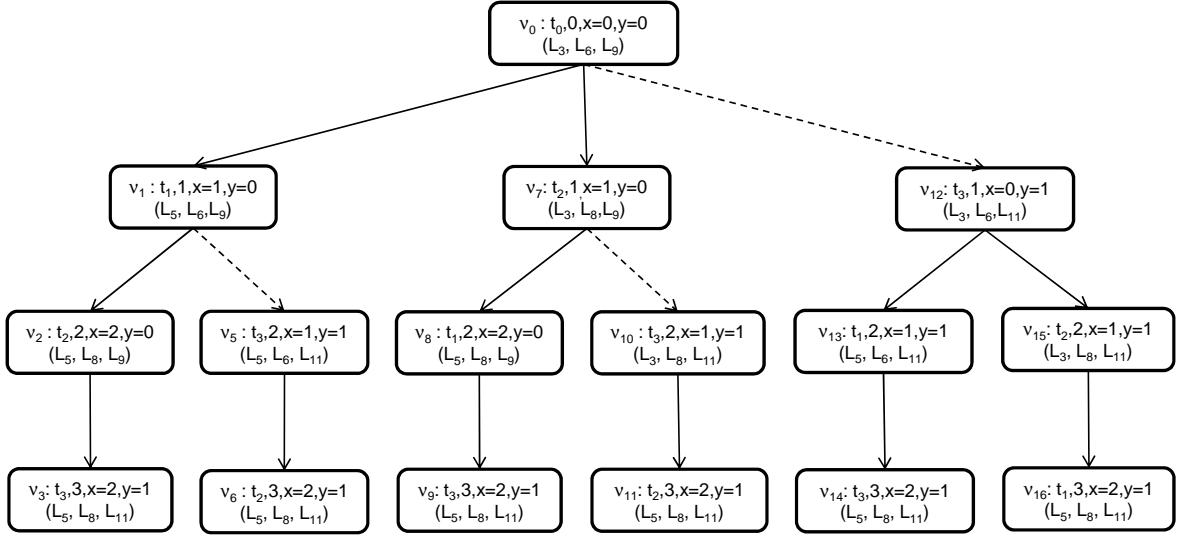 ν0 : t0,0,x=0,y=0
(L3, L6, L9)
ν1 : t1,1,x=1,y=0
(L5, L6,L9)
ν7: t2,1,x=1,y=0
(L3, L8,L9)
ν12: t3,1,x=0,y=1
(L3, L6,L11)
ν2 : t2,2,x=2,y=0
(L5, L8, L9)
ν5 : t3,2,x=1,y=1
(L5, L6, L11)
ν8 : t1,2,x=2,y=0
(L5, L8, L9)
ν10 : t3,2,x=1,y=1
(L3, L8, L11)
ν13: t1,2,x=1,y=1
(L5, L6, L11)
ν15: t2,2,x=1,y=1
(L3, L8, L11)
ν3: t3,3,x=2,y=1
(L5, L8, L11)
ν6 : t2,3,x=2,y=1
(L5, L8, L11)
ν9 : t3,3,x=2,y=1
(L5, L8, L11)
ν11: t2,3,x=2,y=1
(L5, L8, L11)
ν14: t3,3,x=2,y=1
(L5, L8, L11)
ν16: t1,3,x=2,y=1
(L5, L8, L11)